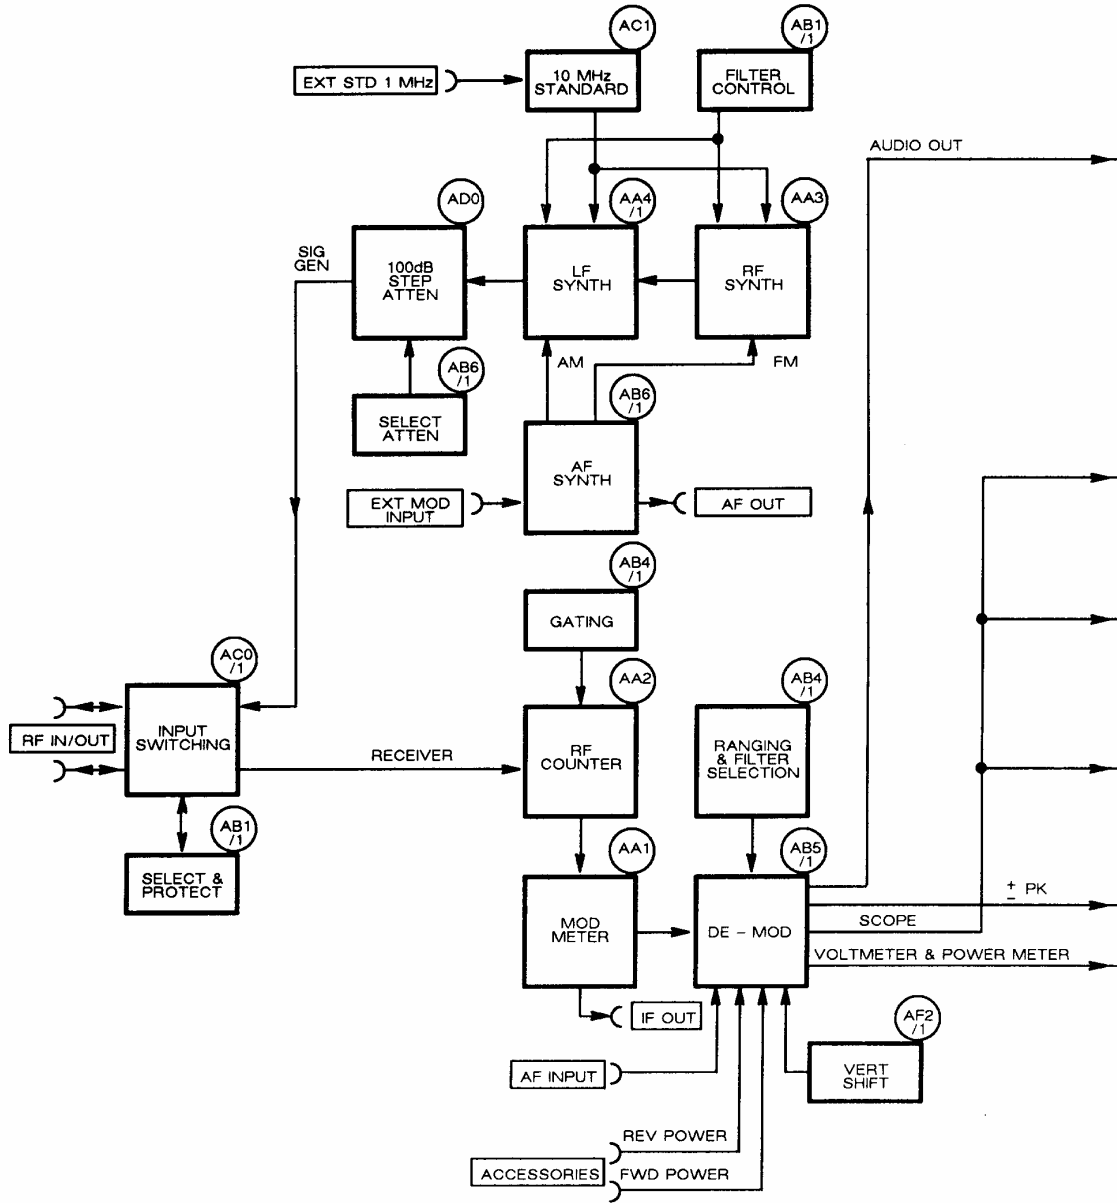 AC1
AB1
/1
EXT STD 1 MHz
10 MHz
STANDARD
FILTER
CONTROL
AUDIO OUT
AD0
AA4
/1
AA3
SIG
GEN
100dB
STEP
ATTEN
LF
SYNTH
RF
SYNTH
AM
FM
AB6
/1
AB6
/1
SELECT
ATTEN
AF
SYNTH
EXT MOD
INPUT
AF OUT
AB4
/1
GATING
AC0
/1
AA2
AB4
/1
RF IN/OUT
INPUT
SWITCHING
RECEIVER
RF
COUNTER
RANGING
& FILTER
SELECTION
AB1
/1
AA1
AB5
/1
SELECT &
PROTECT
MOD
METER
DE - MOD
+
- PK
SCOPE
VOLTMETER & POWER METER
IF OUT
AF2
/1
AF INPUT
VERT
SHIFT
REV POWER
ACCESSORIES
FWD POWER